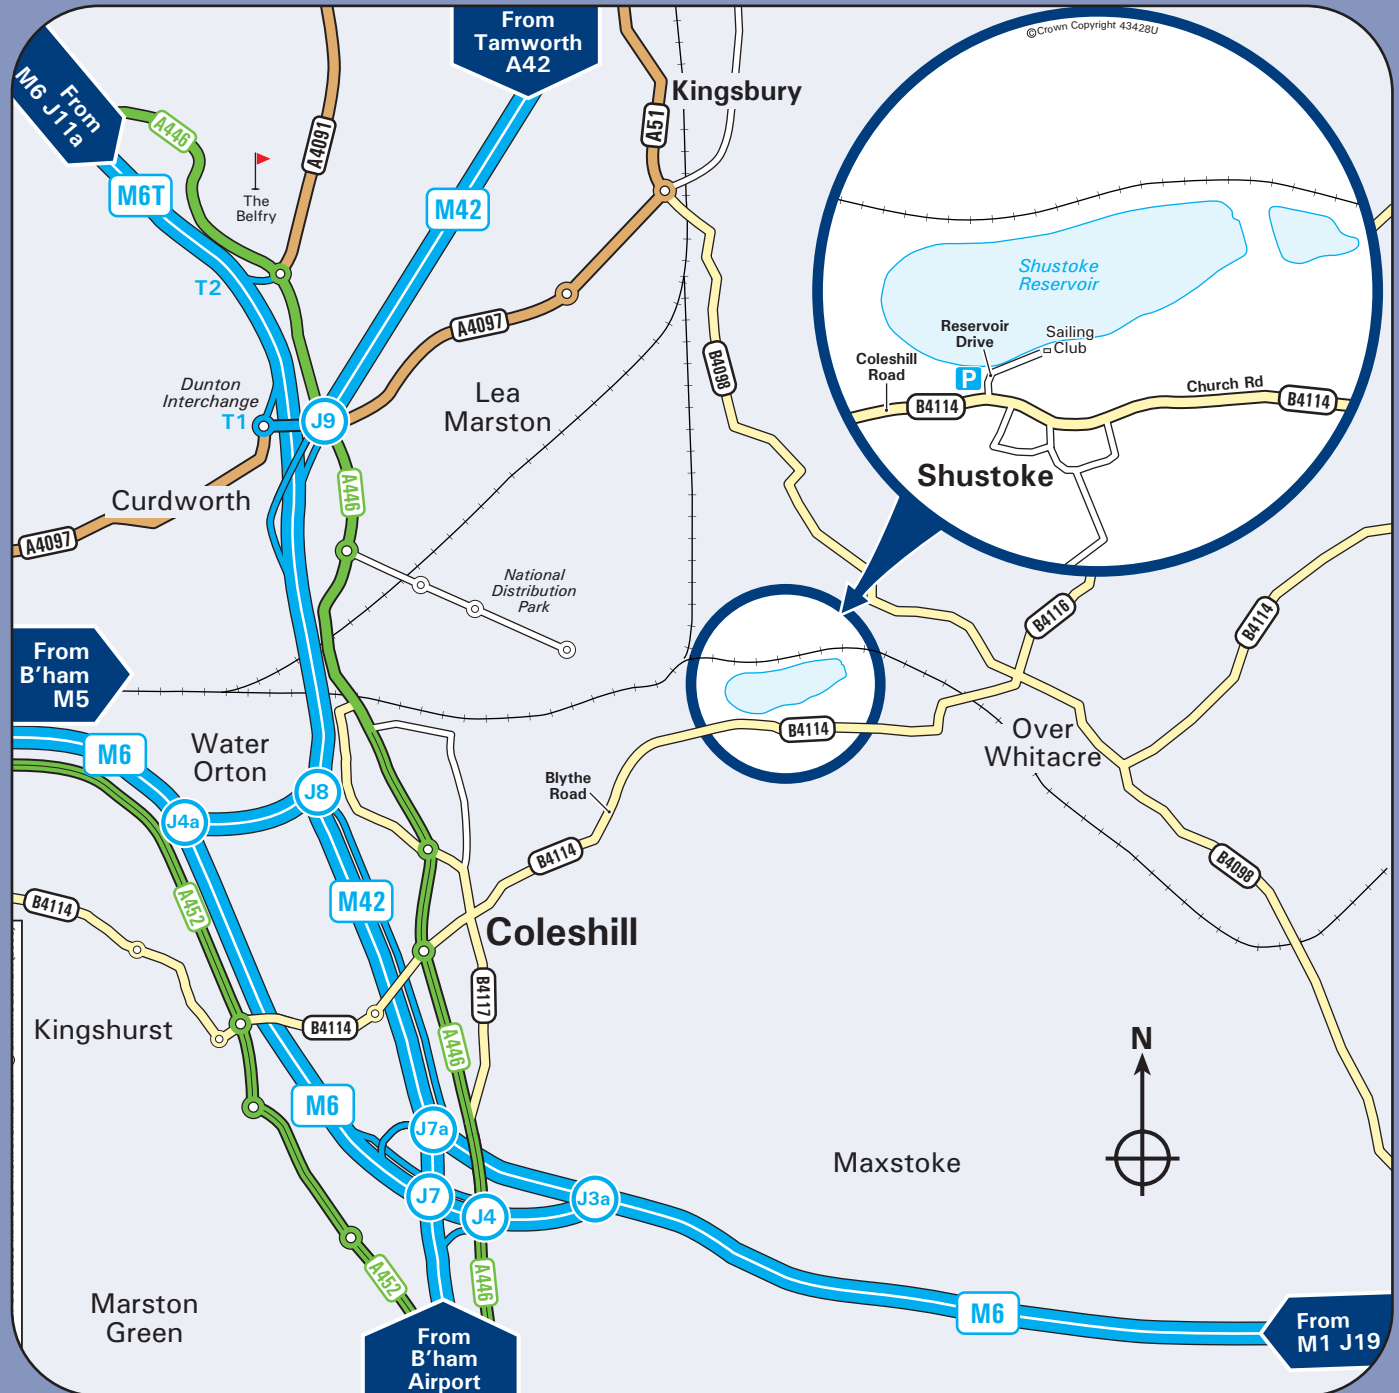 From
Tamworth
A42
©Crown Copyright 43428U
From
M6 J11a
A446
A4091
A51
Kingsbury
M6T
The
Belfry
M42
T2
Shustoke
Reservoir
A4097
Reservoir
Drive
Sailing
Club
Coleshill
Road
P
B4098
Dunton
Interchange
T1
J9
Lea
Marston
B4114
Church Rd
B4114
Shustoke
Curdworth
A446
A4097
National
Distribution
Park
B4116
B4114
From
B'ham
M5
Over
Whitacre
B4114
M6
Water
Orton
Blythe
Road
J8
J4a
B4114
B4098
M42
A452
B4114
Coleshill
B4117
Kingshurst
B4114
A446
N
M6
J7a
Maxstoke
J7
J4
J3a
A452
A446
Marston
Green
M6
From
M1 J19
From
B'ham
Airport